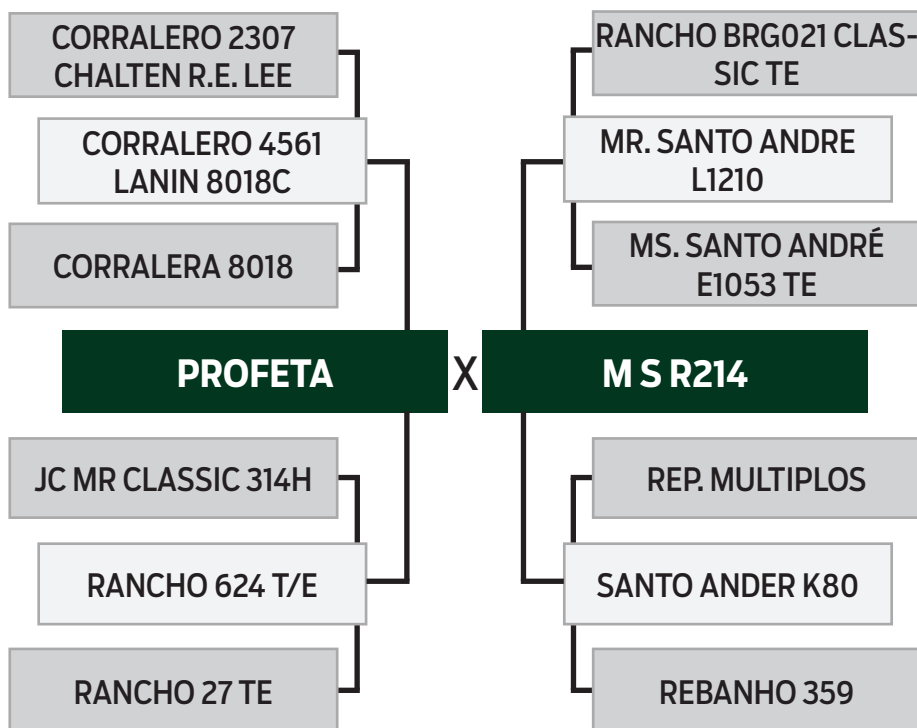 CORRALERO 2307
CHALTEN R.E. LEE
CORRALERO 4561
LANIN 8018C
CORRALERA 8018
PROFETA
JC MR CLASSIC 314H
RANCHO 624 T/E
RANCHO 27 TE
X
RANCHO BRG021 CLAS-
SIC TE
MR. SANTO ANDRE
L1210
MS. SANTO ANDRÉ
E1053 TE
M S R214
REP. MULTIPLOS
SANTO ANDER K80
REBANHO 359